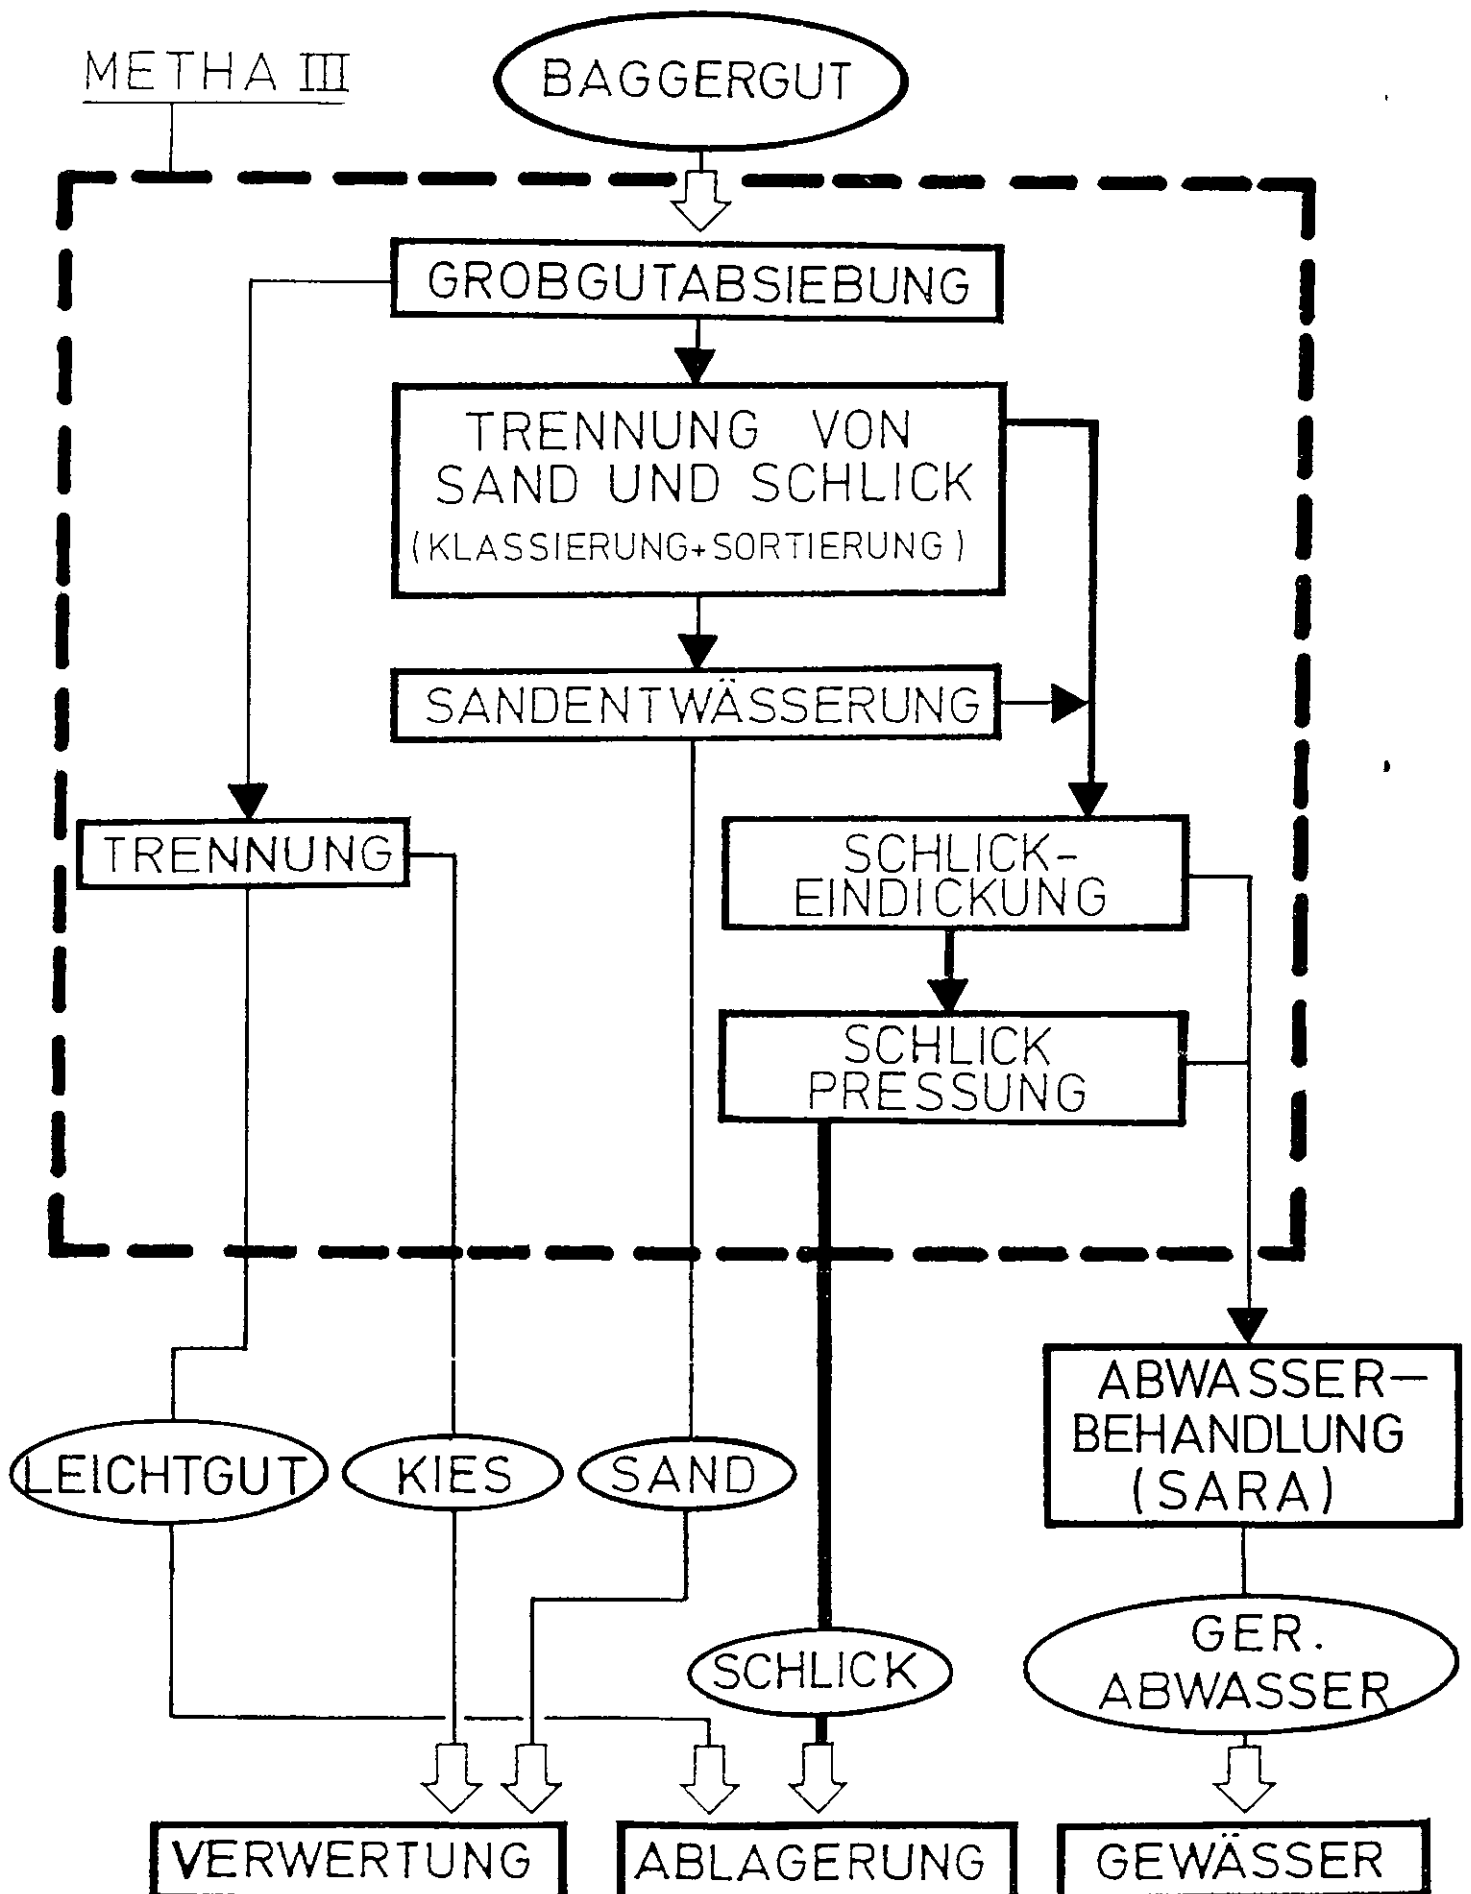 METHA III
BAGGERGUT
GROBGUTABSIEBUNG
TRENNUNG VON
SAND UND SCHLICK
(KLASSIERUNG+SORTIERUNG)
SANDENTWÄSSERUNG
TRENNUNG
SCHLICK-
EINDICKUNG
SCHLICK
PRESSUNG
ABWASSER-
BEHANDLUNG
(SARA)
LEICHTGUT
KIES
SAND
SCHLICK
GER.
ABWASSER
VERWERTUNG
ABLAGERUNG
GEWÄSSER